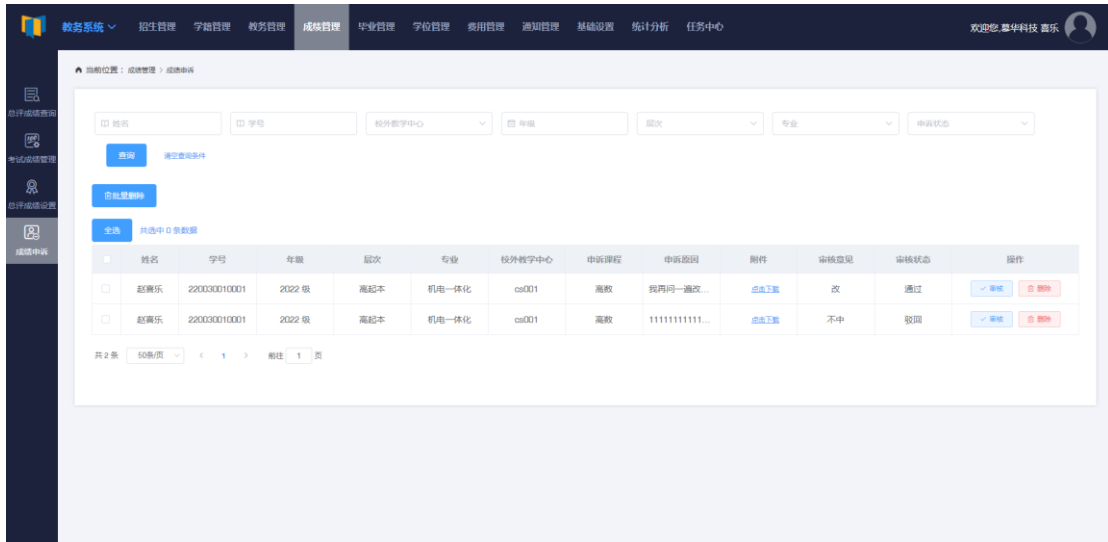 教务系统 招生管理 学籍管理 教务管理 成绩管理 毕业管理 学位管理 费用管理 通知管理 基础设置 统计分析 任务中心 欢迎您,慕华科技 喜乐
当前位置: 成绩管理 > 成绩申诉
总评成绩查询
考试成绩管理
总评成绩设置
成绩申诉
姓名 学号 校外教学中心 年级 层次 专业 申诉状态
查询 清空查询条件
批量删除
全选 共选中 0 条数据
姓名 学号 年级 层次 专业 校外教学中心 申诉课程 申诉原因 附件 审核意见 审核状态 操作
赵喜乐 220030010001 2022 级 高起本 机电一体化 cs001 高数 我再问一遍改... 点击下载 改 通过 审核 删除
赵喜乐 220030010001 2022 级 高起本 机电一体化 cs001 高数 11111111111... 点击下载 不中 驳回 审核 删除
共 2 条 50条/页 < 1 > 前往 1 页